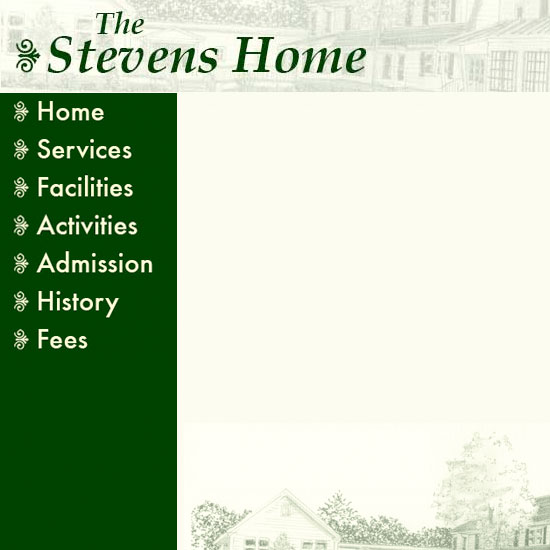 The
Stevens Home
Home
Services
Facilities
Activities
Admission
History
Fees